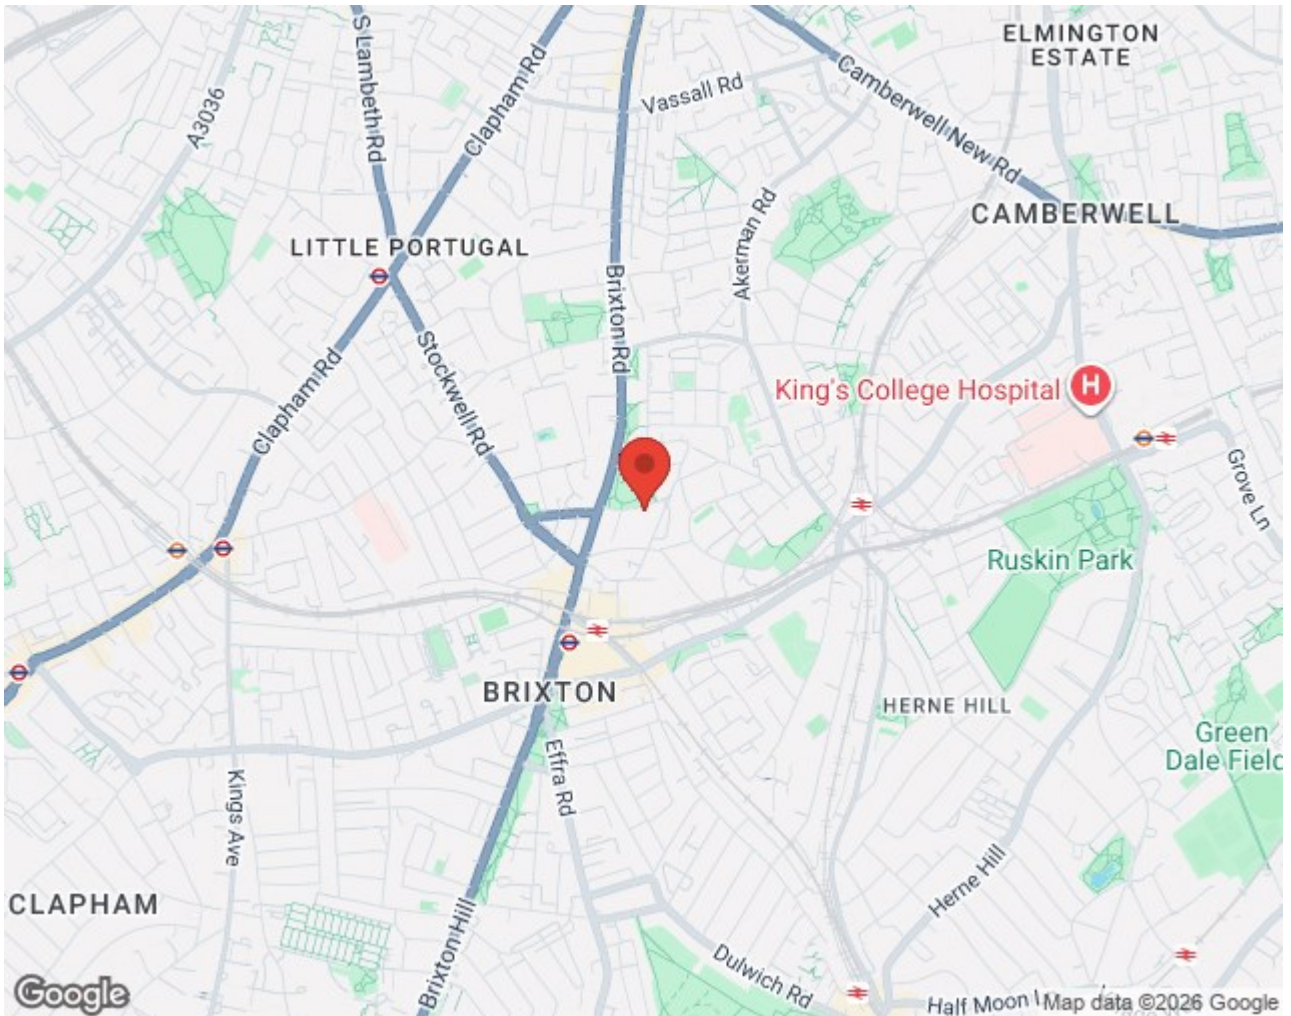 ELMINGTON
ESTATE
S Lambeth Rd
Clapham Rd
Vassall Rd
Camberwell New Rd
A3036
CAMBERWELL
Akerman Rd
LITTLE PORTUGAL
Brixton Rd
Stockwell Rd
Clapham Rd
King's College Hospital
H
Grove Ln
Ruskin Park
BRIXTON
HERNE HILL
Green
Dale Field
Effra Rd
Kings Ave
Herne Hill
CLAPHAM
Brixton Hill
Dulwich Rd
Google
Half Moon
Map data ©2026 Google